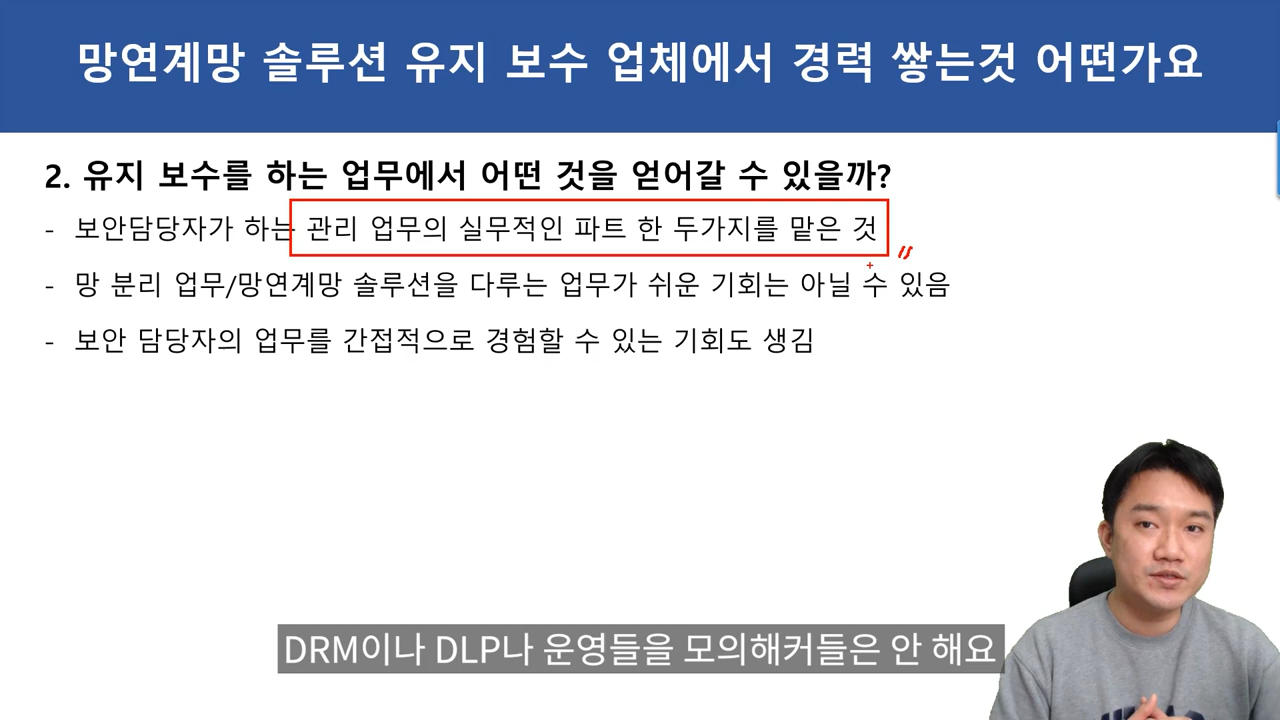 망연계망 솔루션 유지 보수 업체에서 경력 쌓는것 어떤가요
2. 유지 보수를 하는 업무에서 어떤 것을 얻어갈 수 있을까?
- 보안담당자가 하는 관리 업무의 실무적인 파트 한 두가지를 맡은 것
- 망 분리 업무/망연계망 솔루션을 다루는 업무가 쉬운 기회는 아닐 수 있음
- 보안 담당자의 업무를 간접적으로 경험할 수 있는 기회도 생김
DRM이나 DLP나 운영들을 모의해커들은 안 해요